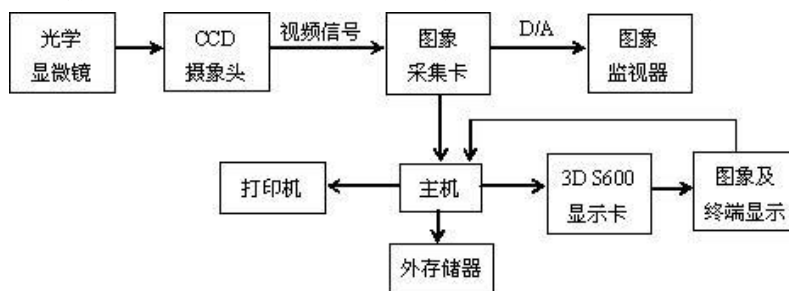 光学
显微镜
CCD
摄象头
视频信号
图象
采集卡
D/A
图象
监视器
打印机
主机
3D S600
显示卡
图象及
终端显示
外存储器